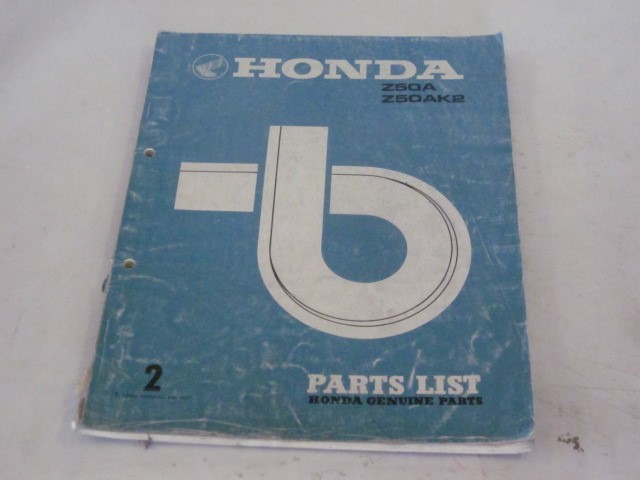 HONDA
Z50A
Z50AK2
2
PARTS LIST
HONDA GENUINE PARTS